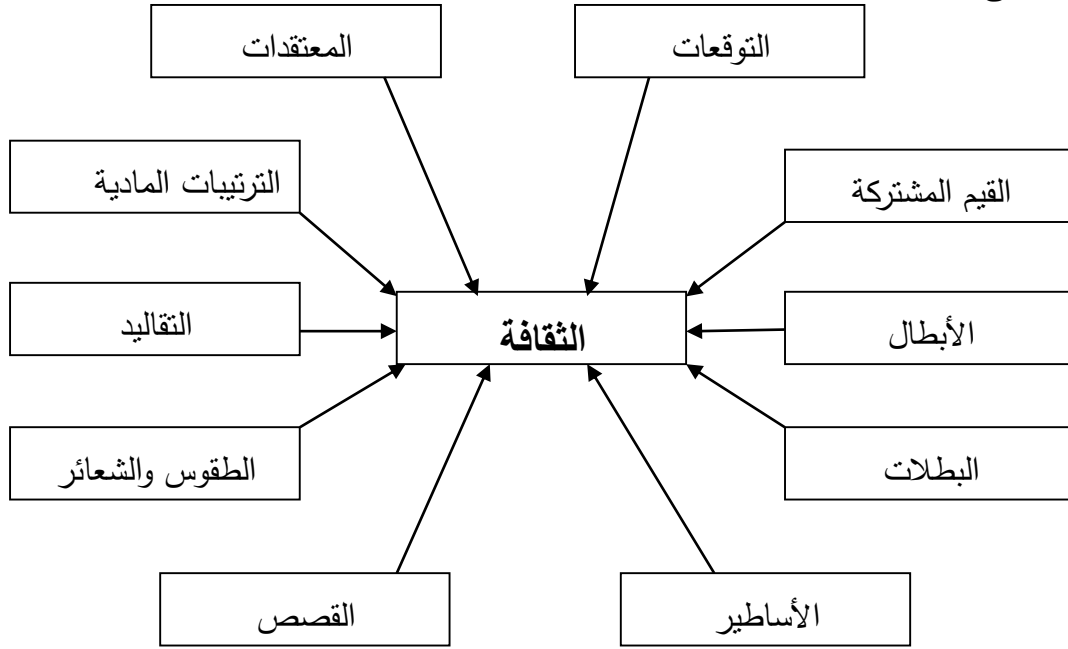 التوقعات
المعتقدات
القيم المشتركة
الترتيبات المادية
الأبطال
الثقافة
التقاليد
البطلات
الطقوس والشعائر
الأساطير
القصص